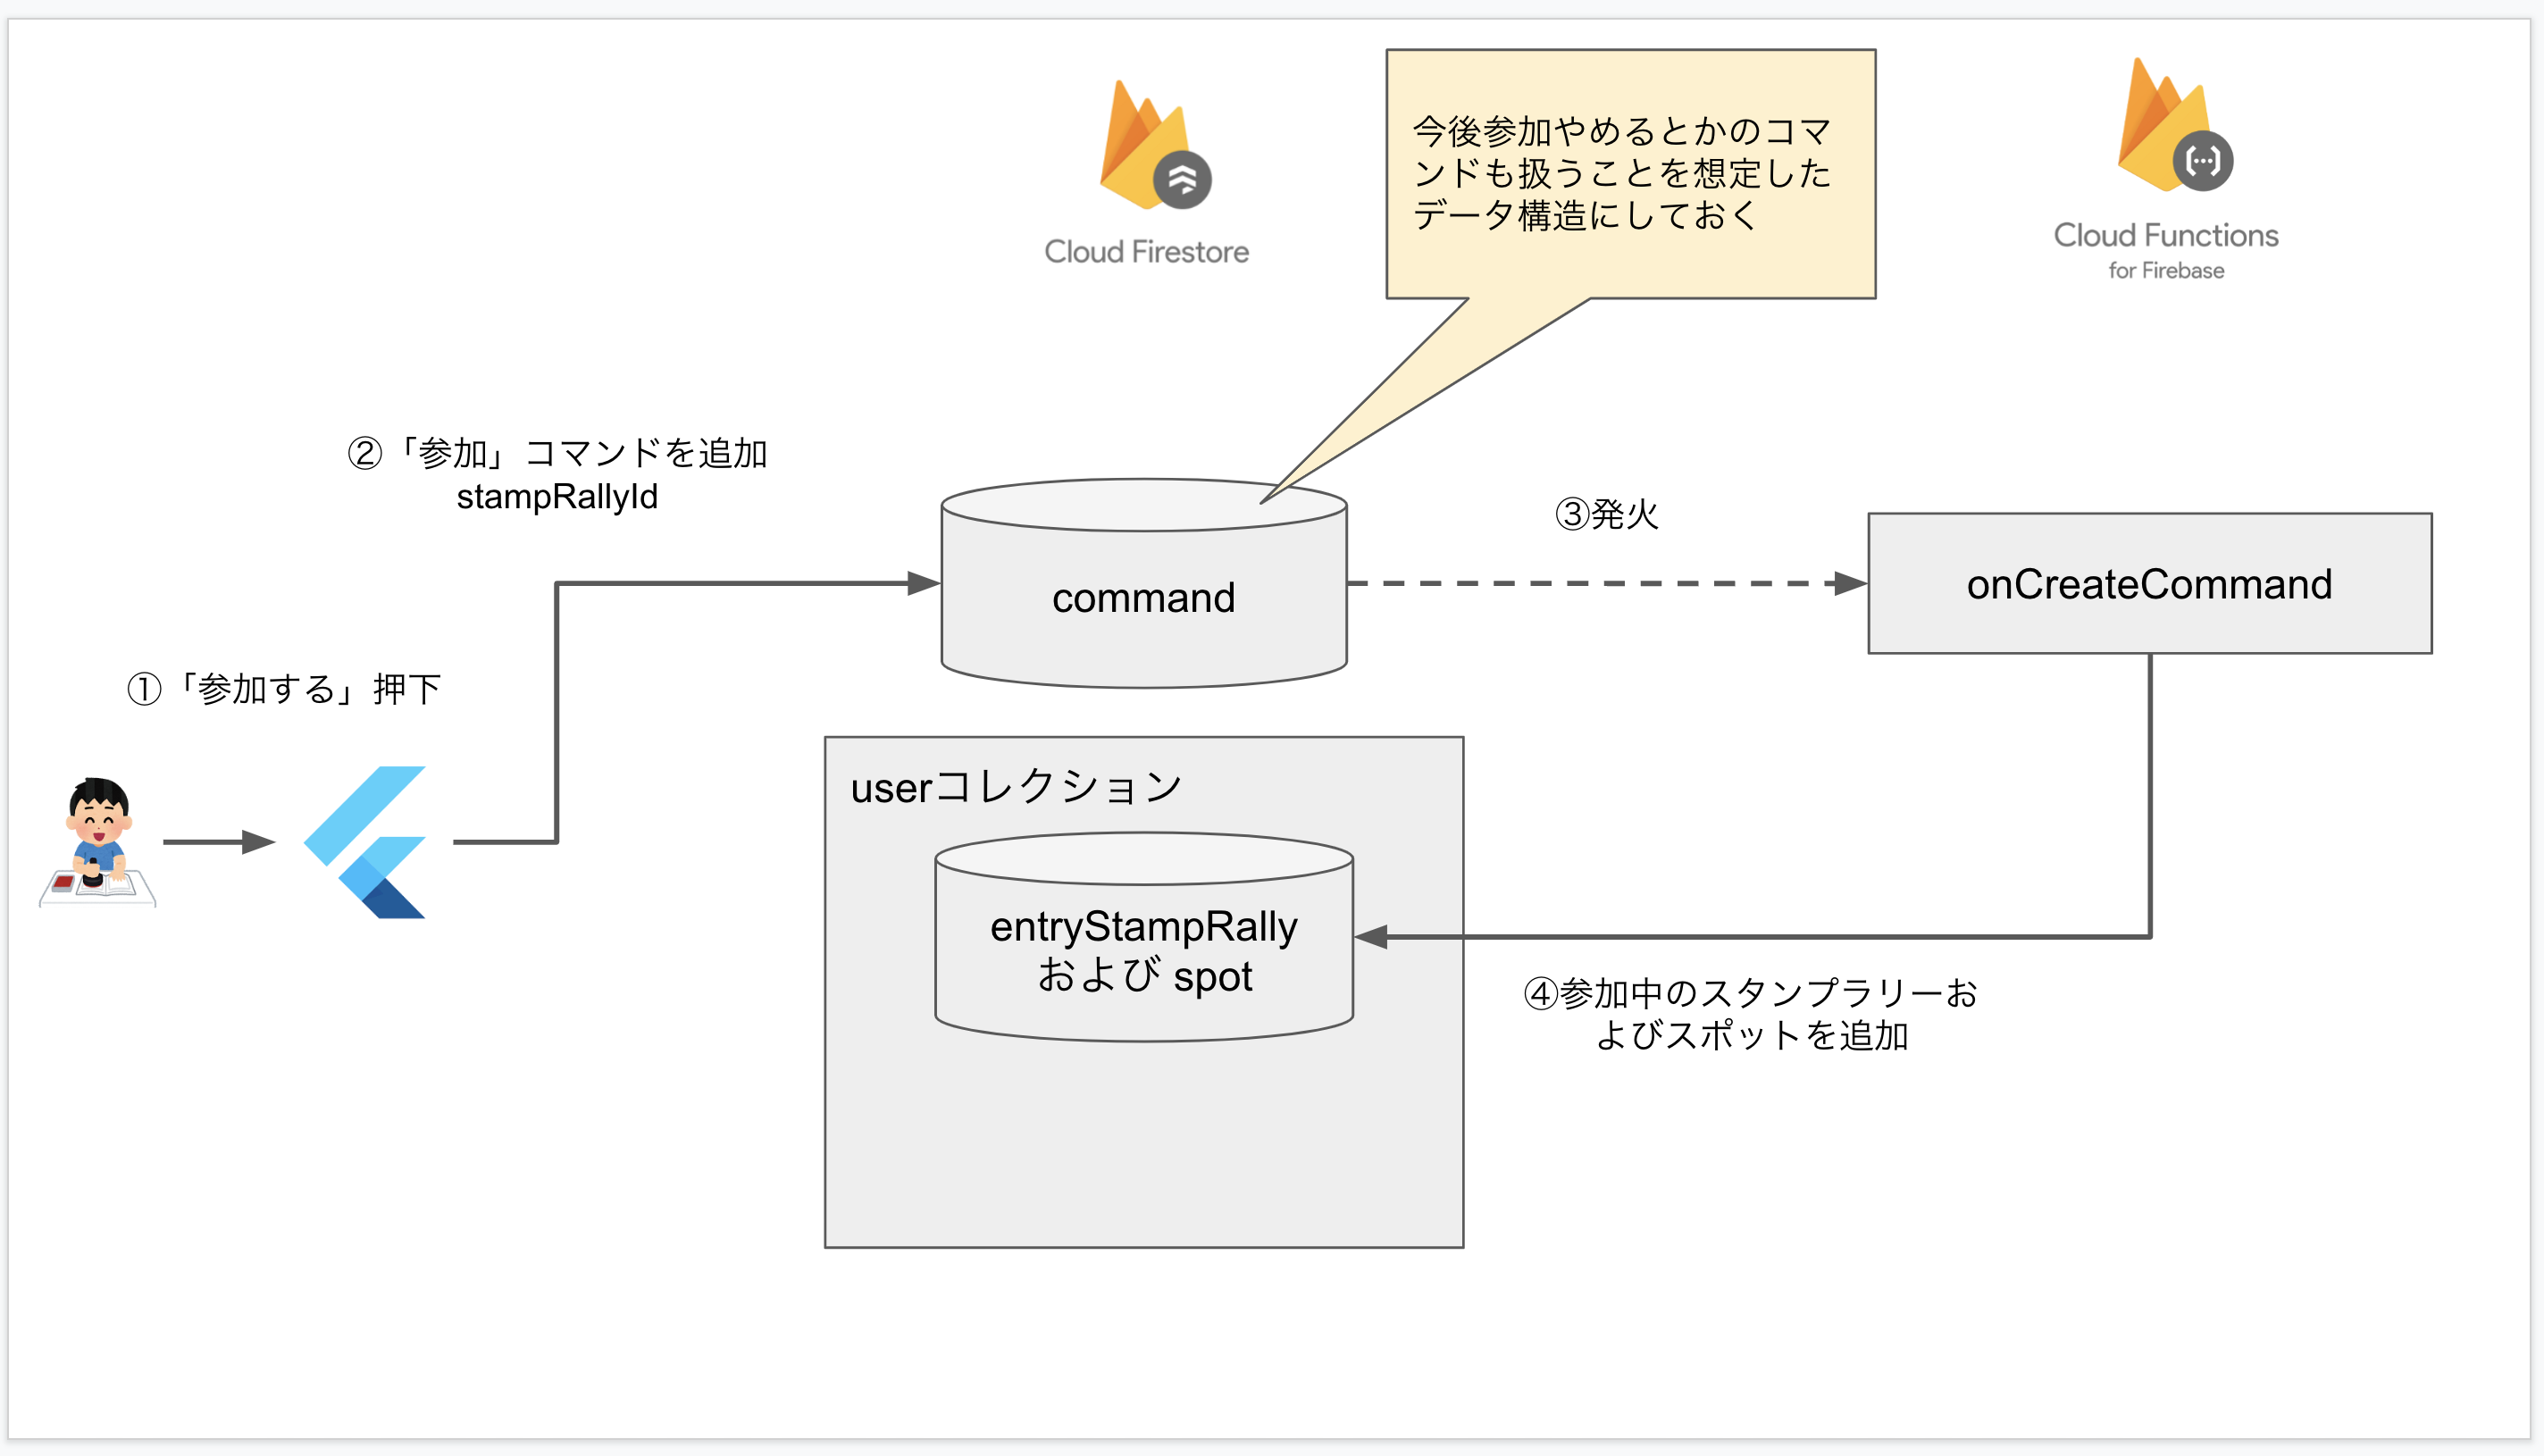 Cloud Firestore
今後参加やめるとかのコマ
ンドも扱うことを想定した
データ構造にしておく
Cloud Functions
for Firebase
②「参加」コマンドを追加
stampRallyId
command
③発火
onCreateCommand
①「参加する」押下
userコレクション
entryStampRally
および spot
④参加中のスタンプラリーお
よびスポットを追加